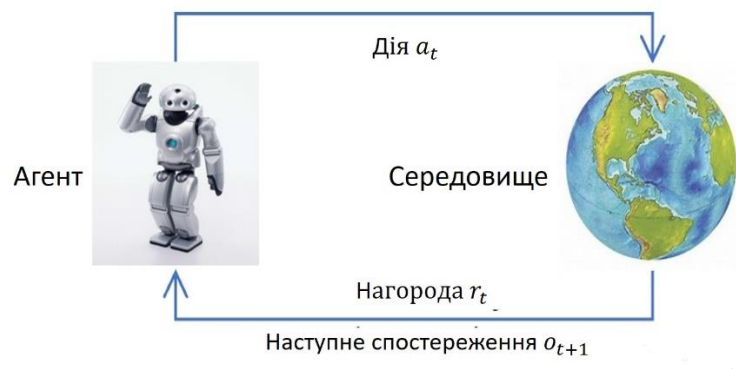 Дія a_t
Агент
Середовище
Нагорода r_t
Наступне спостереження o_{t+1}